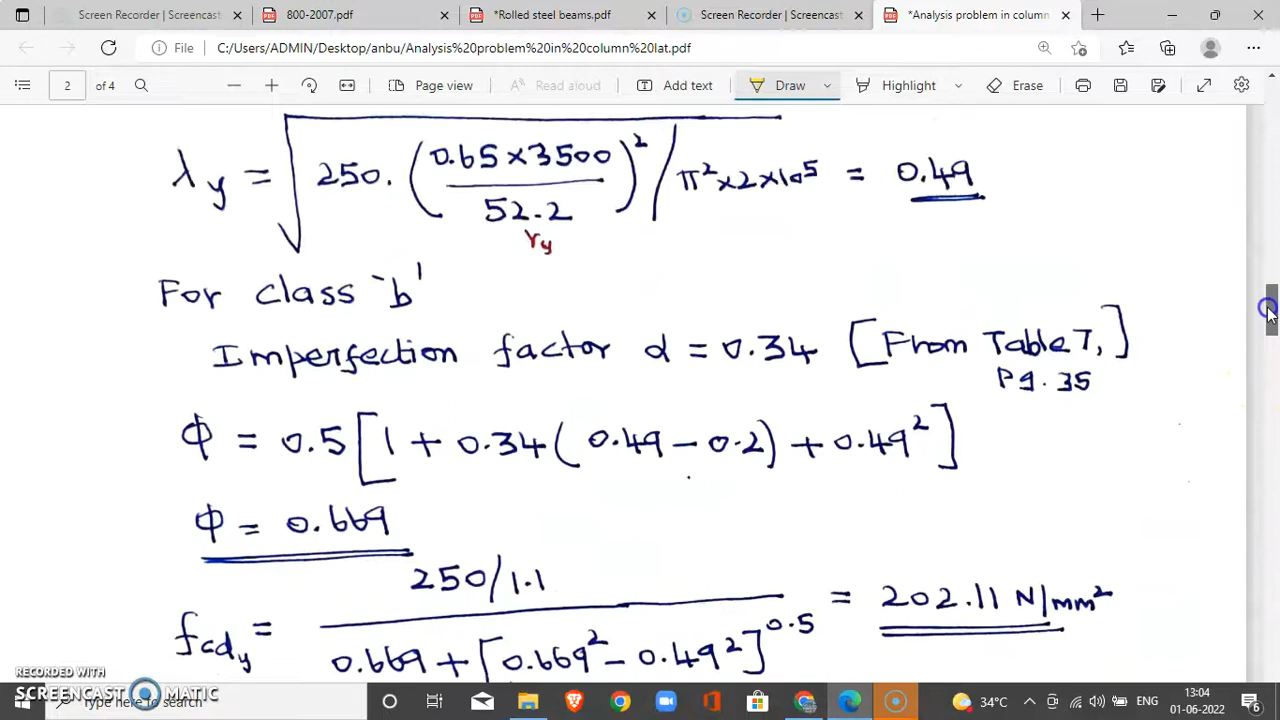 Screen Recorder | Screencast
800-2007.pdf
*Rolled steel beams.pdf
Screen Recorder | Screencast
*Analysis problem in column
File
C:/Users/ADMIN/Desktop/anbu/Analysis%20problem%20in%20column%20lat.pdf
2 of 4
Page view
Read aloud
Add text
Draw
Highlight
Erase
λy = √250.(0.65×3500/52.2)²/π²×2×10⁵ = 0.49
ry
For class `b'
Imperfection factor α = 0.34 [From Table 7,]
Pg. 35
Φ = 0.5[1 + 0.34(0.49 - 0.2) + 0.49²]
Φ = 0.669
fcdy = 250/1.1 / 0.669 + [0.669² - 0.49²]^0.5 = 202.11 N/mm²
RECORDED WITH
SCREENCAST MATIC
Type here to search
34°C
ENG
13:04
01-06-2022
6